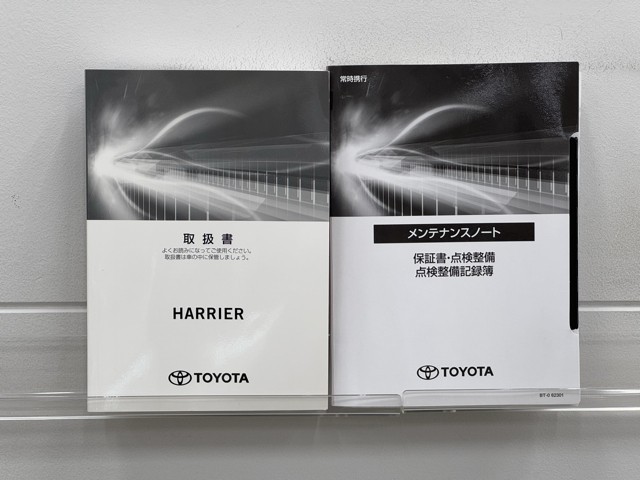 取扱書
よくお読みになってご使用ください。
取扱書は車の中に保管しましょう。
HARRIER
TOYOTA
常時携行
メンテナンスノート
保証書・点検整備
点検整備記録簿
TOYOTA